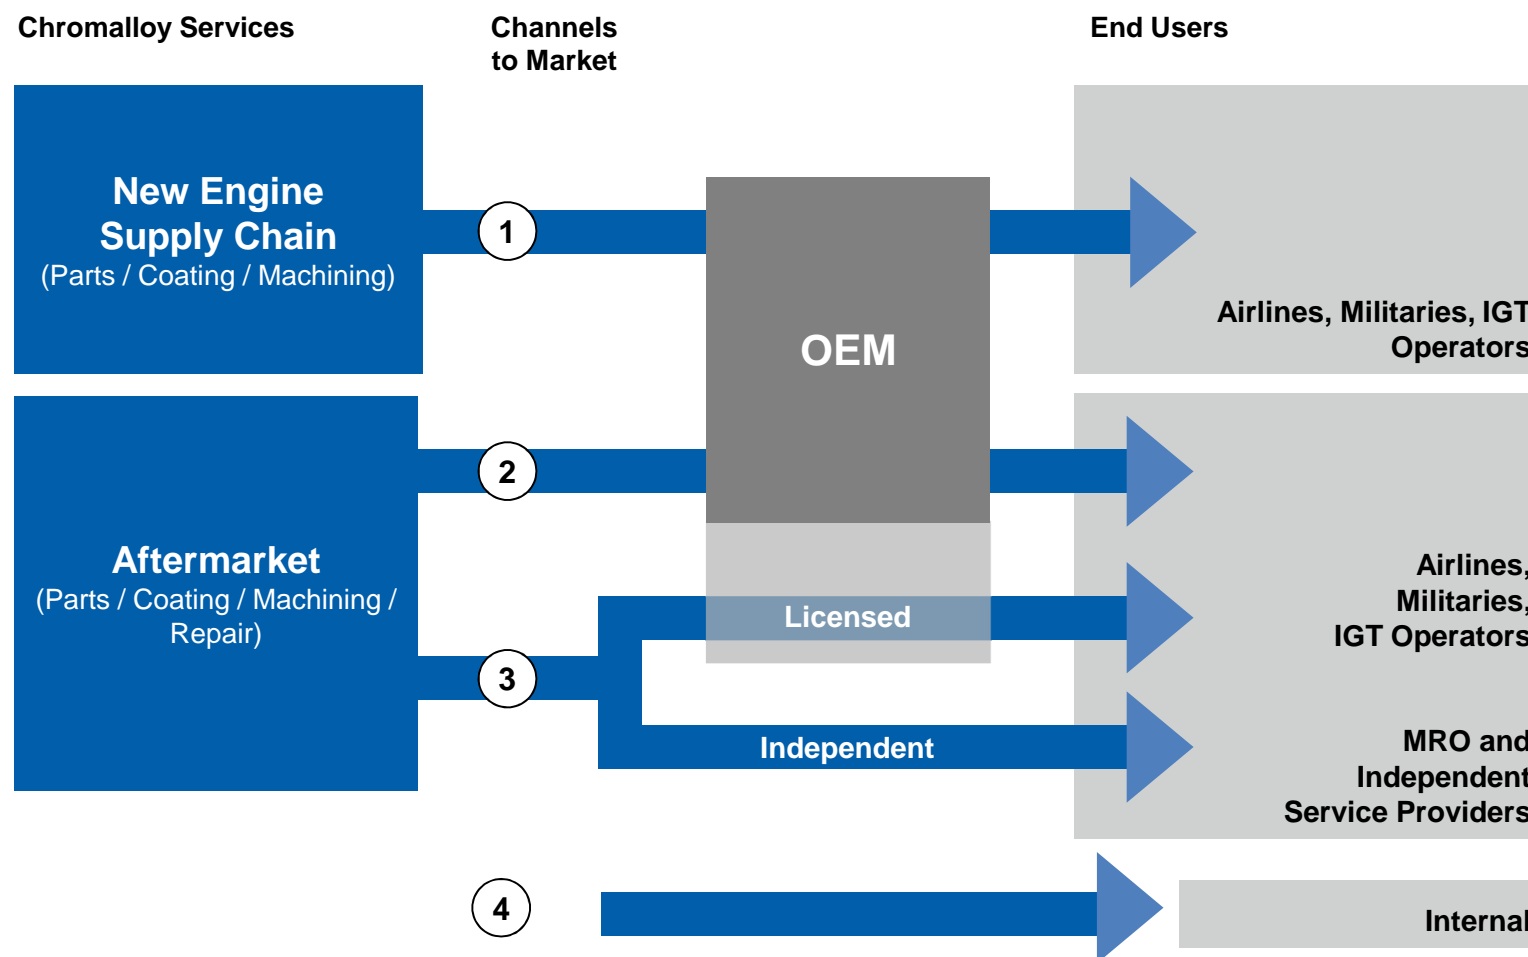 Chromalloy Services
Channels
to Market
End Users
New Engine
Supply Chain
(Parts / Coating / Machining)
1
OEM
Airlines, Militaries, IGT
Operators
Aftermarket
(Parts / Coating / Machining /
Repair)
2
3
Licensed
Independent
Airlines,
Militaries,
IGT Operators
MRO and
Independent
Service Providers
4
Internal